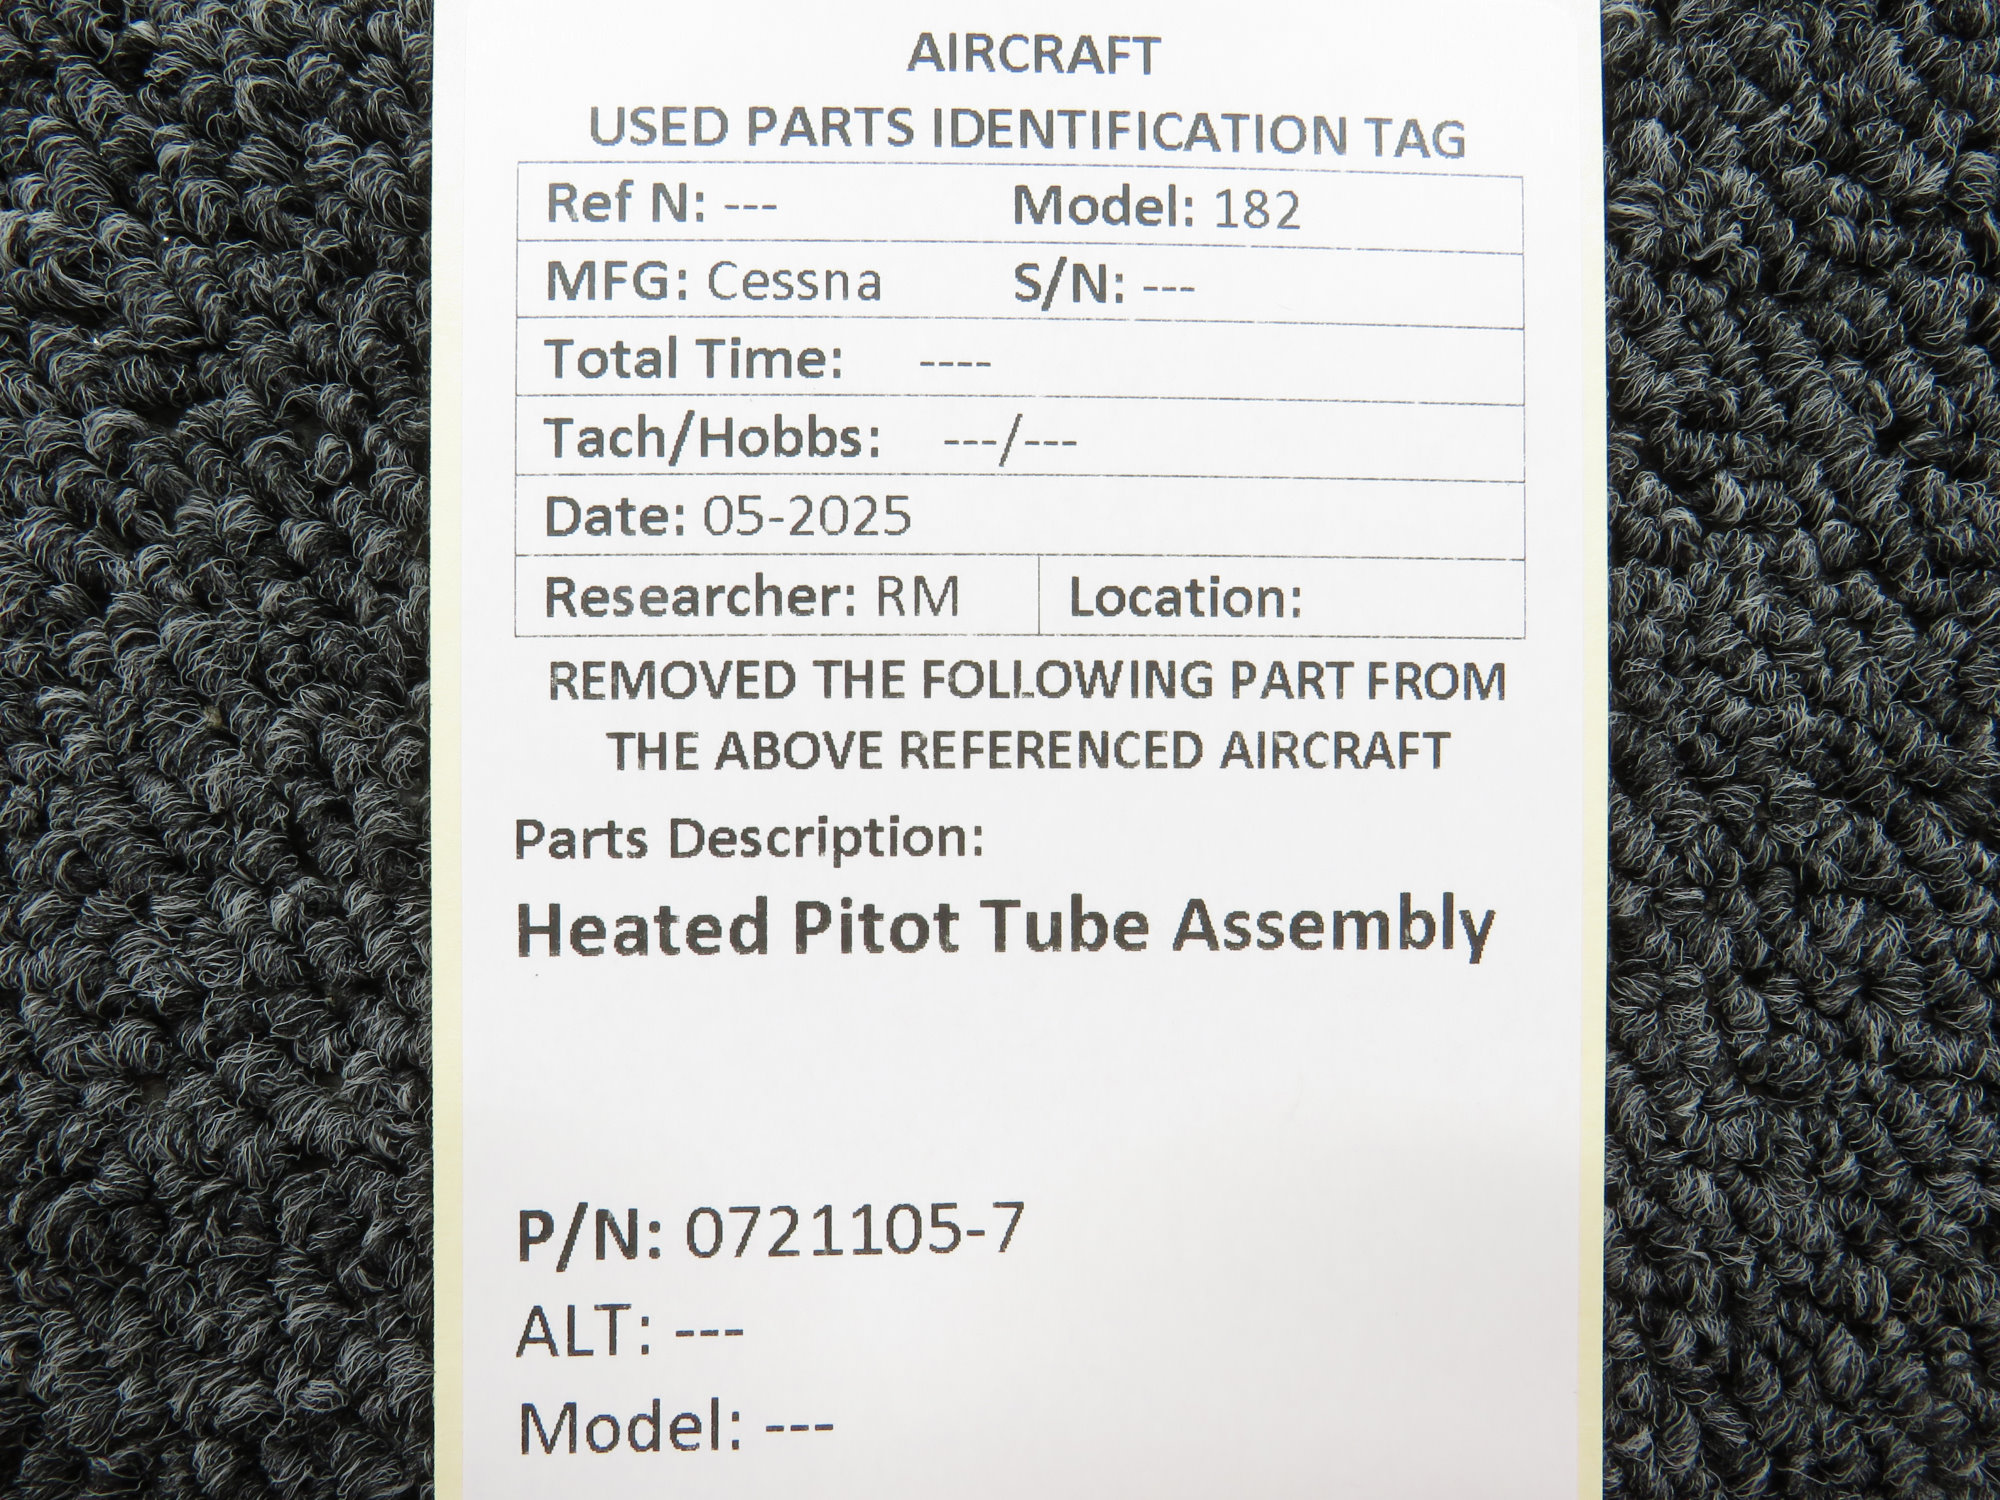 AIRCRAFT
USED PARTS IDENTIFICATION TAG
Ref N: --- Model: 182
MFG: Cessna S/N: ---
Total Time: ----
Tach/Hobbs: ---/---
Date: 05-2025
Researcher: RM Location:
REMOVED THE FOLLOWING PART FROM
THE ABOVE REFERENCED AIRCRAFT
Parts Description:
Heated Pitot Tube Assembly
P/N: 0721105-7
ALT: ---
Model: ---